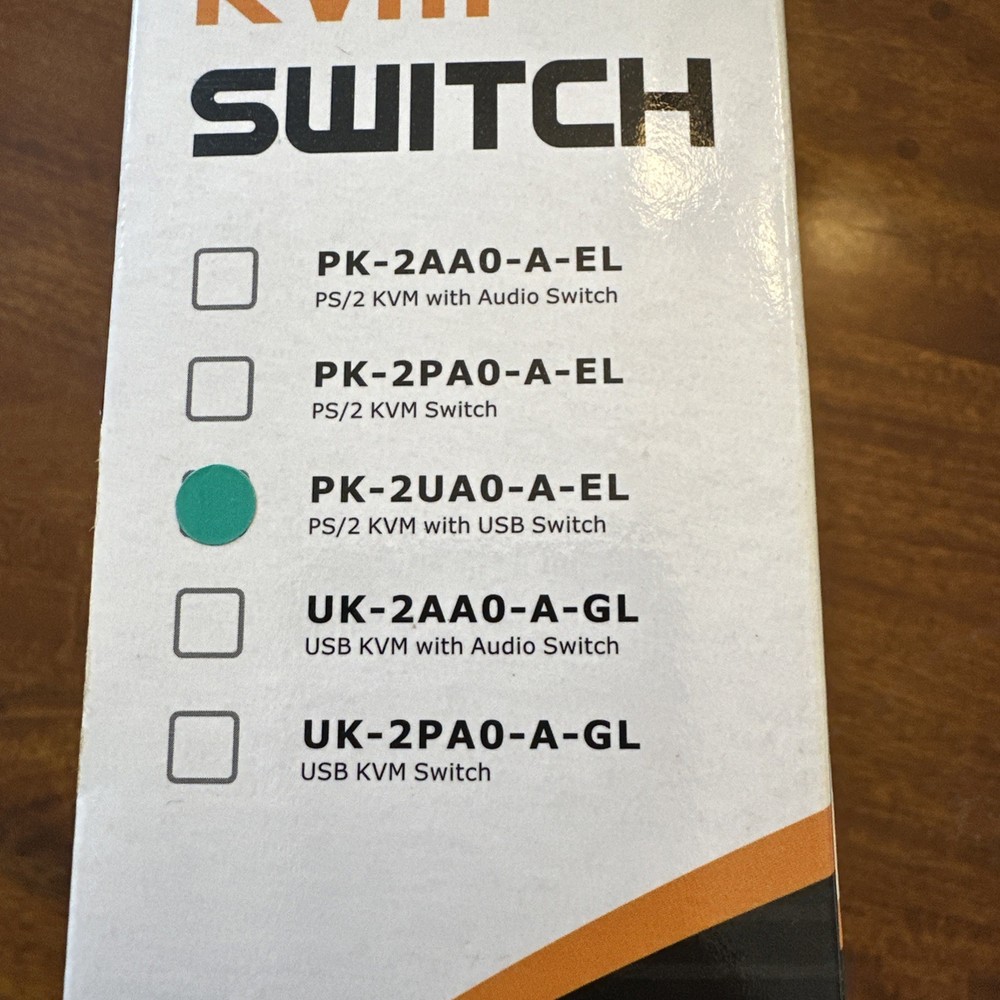 KVM
SWITCH
PK-2AA0-A-EL
PS/2 KVM with Audio Switch
PK-2PA0-A-EL
PS/2 KVM Switch
PK-2UA0-A-EL
PS/2 KVM with USB Switch
UK-2AA0-A-GL
USB KVM with Audio Switch
UK-2PA0-A-GL
USB KVM Switch